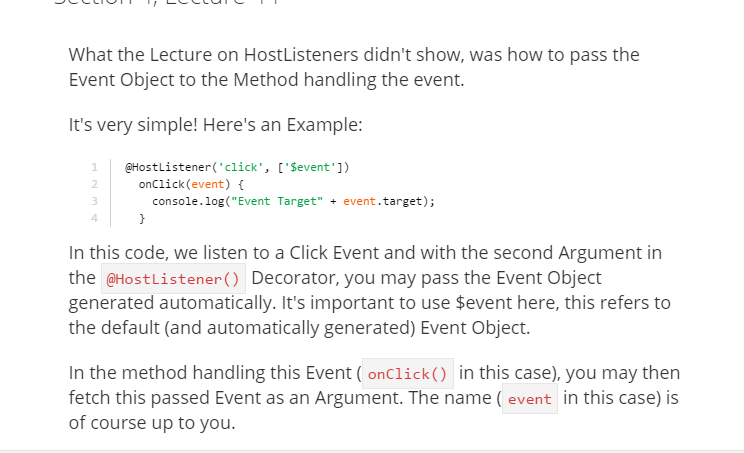 What the Lecture on HostListeners didn't show, was how to pass the
Event Object to the Method handling the event.
It's very simple! Here's an Example:
1 @HostListener('click', ['$event'])
2 onClick(event) {
3 console.log("Event Target" + event.target);
4 }
In this code, we listen to a Click Event and with the second Argument in
the @HostListener() Decorator, you may pass the Event Object
generated automatically. It's important to use $event here, this refers to
the default (and automatically generated) Event Object.
In the method handling this Event ( onClick() in this case), you may then
fetch this passed Event as an Argument. The name ( event in this case) is
of course up to you.